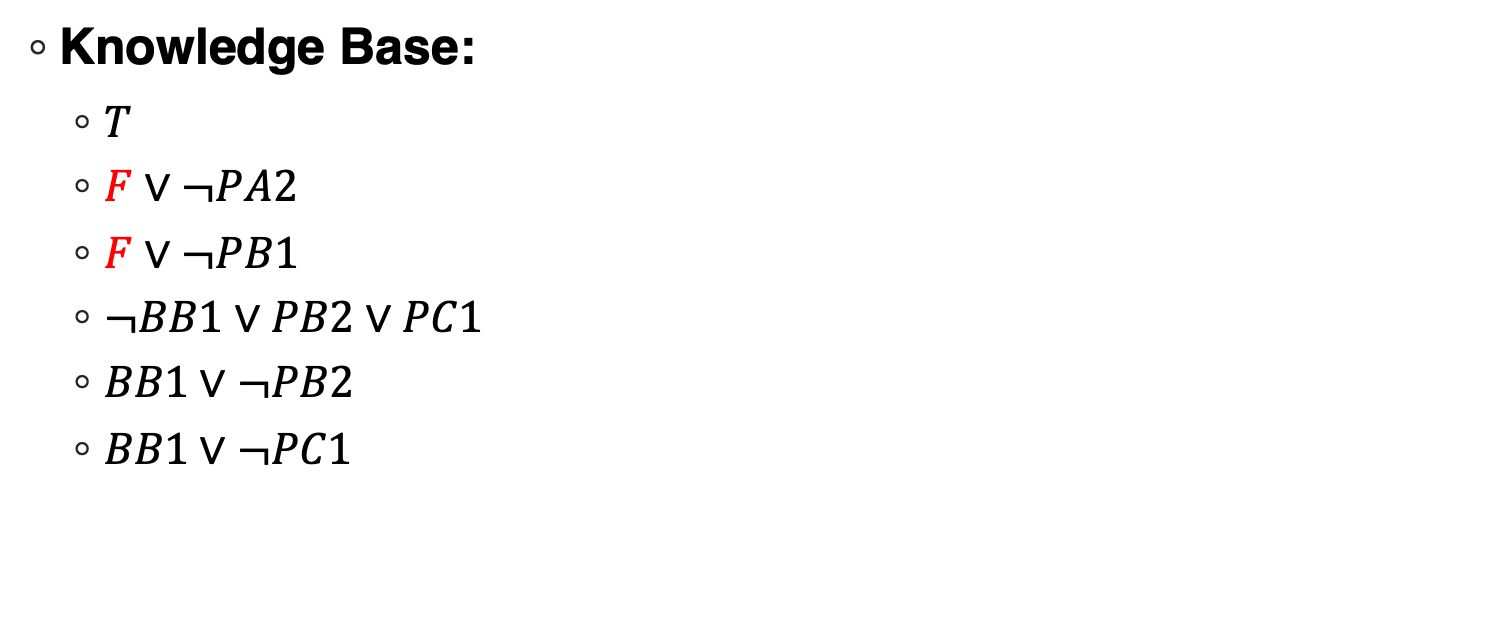 ◦ Knowledge Base:
◦ T
◦ F ∨ ¬PA2
◦ F ∨ ¬PB1
◦ ¬BB1 ∨ PB2 ∨ PC1
◦ BB1 ∨ ¬PB2
◦ BB1 ∨ ¬PC1